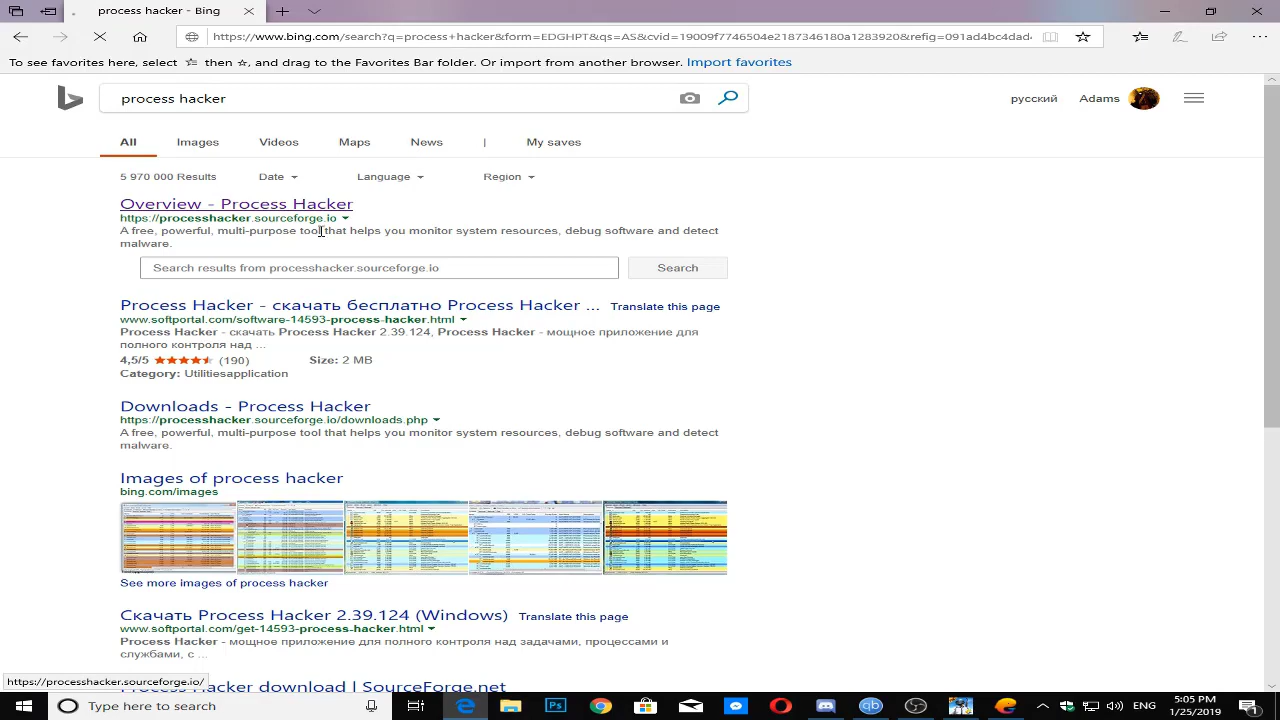 process hacker - Bing
https://www.bing.com/search?q=process+hacker&form=EDGHPT&qs=AS&cvid=19009f7746504e2187346180a1283920&refig=091ad4bc4dad4
To see favorites here, select ☆ then ☆, and drag to the Favorites Bar folder. Or import from another browser. Import favorites
process hacker
русский Adams
All Images Videos Maps News | My saves
5 970 000 Results Date Language Region
Overview - Process Hacker
https://processhacker.sourceforge.io
A free, powerful, multi-purpose tool that helps you monitor system resources, debug software and detect
malware.
Search results from processhacker.sourceforge.io Search
Process Hacker - скачать бесплатно Process Hacker ... Translate this page
www.softportal.com/software-14593-process-hacker.html
Process Hacker - скачать Process Hacker 2.39.124, Process Hacker - мощное приложение для
полного контроля над ...
4,5/5 (190) Size: 2 MB
Category: Utilitiesapplication
Downloads - Process Hacker
https://processhacker.sourceforge.io/downloads.php
A free, powerful, multi-purpose tool that helps you monitor system resources, debug software and detect
malware.
Images of process hacker
bing.com/images
See more images of process hacker
Скачать Process Hacker 2.39.124 (Windows) Translate this page
www.softportal.com/get-14593-process-hacker.html
Process Hacker - мощное приложение для полного контроля над задачами, процессами и
службами, с ...
https://processhacker.sourceforge.io/
Process Hacker download | SourceForge.net
Type here to search
Ps
qb
ENG
5:05 PM
1/25/2019
1